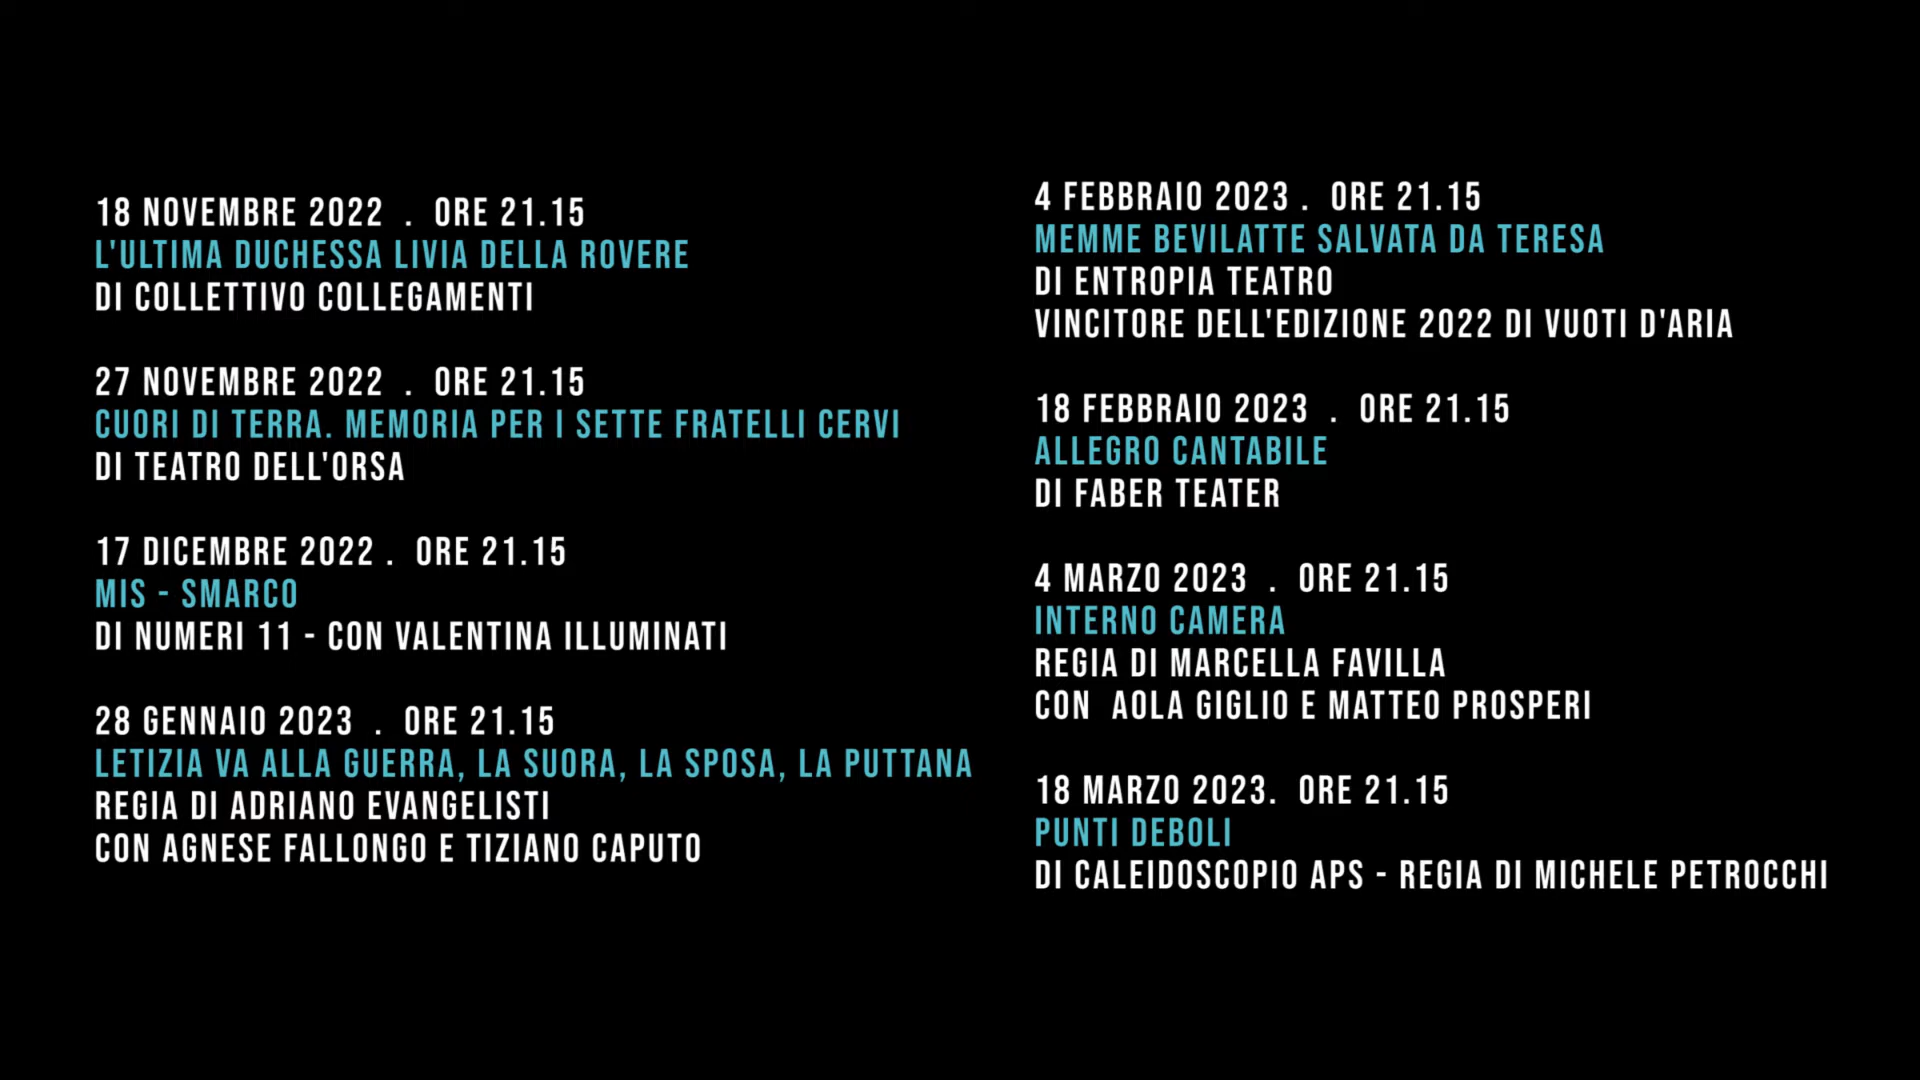 18 NOVEMBRE 2022 . ORE 21.15
L'ULTIMA DUCHESSA LIVIA DELLA ROVERE
DI COLLETTIVO COLLEGAMENTI
27 NOVEMBRE 2022 . ORE 21.15
CUORI DI TERRA. MEMORIA PER I SETTE FRATELLI CERVI
DI TEATRO DELL'ORSA
17 DICEMBRE 2022 . ORE 21.15
MIS - SMARCO
DI NUMERI 11 - CON VALENTINA ILLUMINATI
28 GENNAIO 2023 . ORE 21.15
LETIZIA VA ALLA GUERRA, LA SUORA, LA SPOSA, LA PUTTANA
REGIA DI ADRIANO EVANGELISTI
CON AGNESE FALLONGO E TIZIANO CAPUTO
4 FEBBRAIO 2023 . ORE 21.15
MEMME BEVILATTE SALVATA DA TERESA
DI ENTROPIA TEATRO
VINCITORE DELL'EDIZIONE 2022 DI VUOTI D'ARIA
18 FEBBRAIO 2023 . ORE 21.15
ALLEGRO CANTABILE
DI FABER TEATER
4 MARZO 2023 . ORE 21.15
INTERNO CAMERA
REGIA DI MARCELLA FAVILLA
CON AOLA GIGLIO E MATTEO PROSPERI
18 MARZO 2023. ORE 21.15
PUNTI DEBOLI
DI CALEIDOSCOPIO APS - REGIA DI MICHELE PETROCCHI